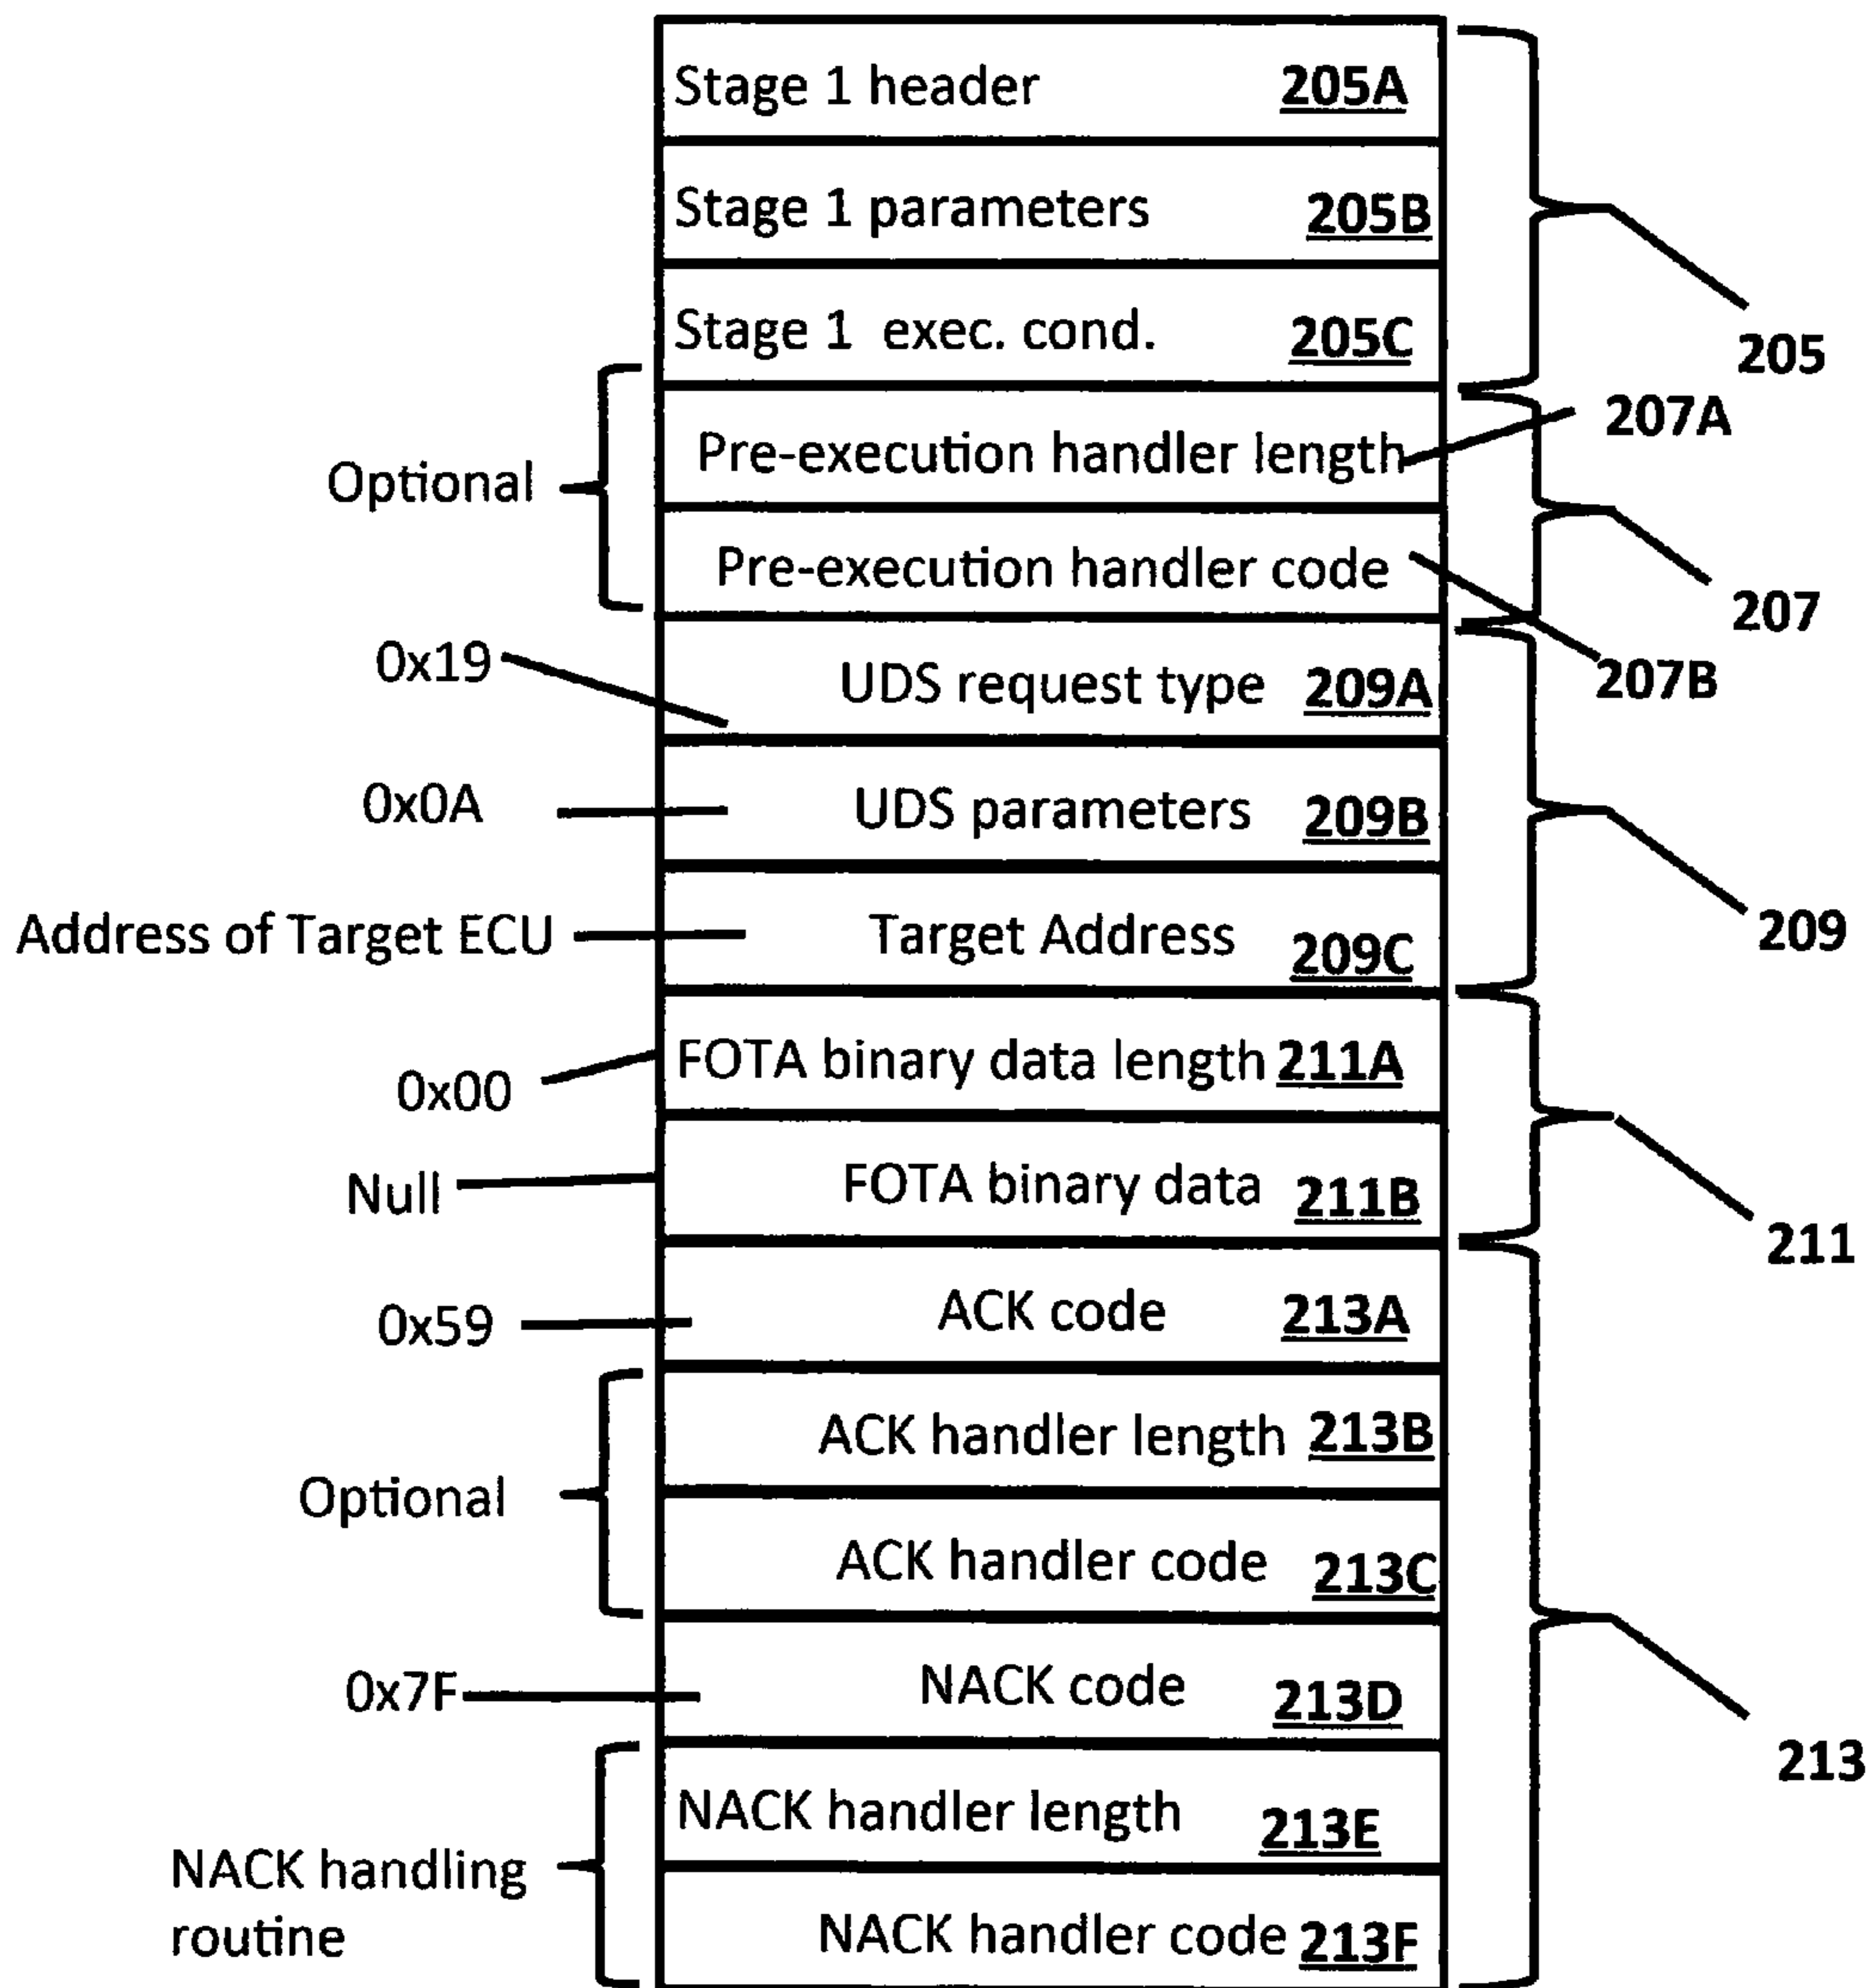 Stage 1 header 205A
Stage 1 parameters 205B
Stage 1 exec. cond. 205C
205
207A
Pre-execution handler length
Optional
Pre-execution handler code
207
207B
0x19
UDS request type 209A
0x0A
UDS parameters 209B
Address of Target ECU
Target Address 209C
209
0x00
FOTA binary data length 211A
Null
FOTA binary data 211B
211
0x59
ACK code 213A
ACK handler length 213B
Optional
ACK handler code 213C
0x7F
NACK code 213D
213
NACK handler length 213E
NACK handling
routine
NACK handler code 213F